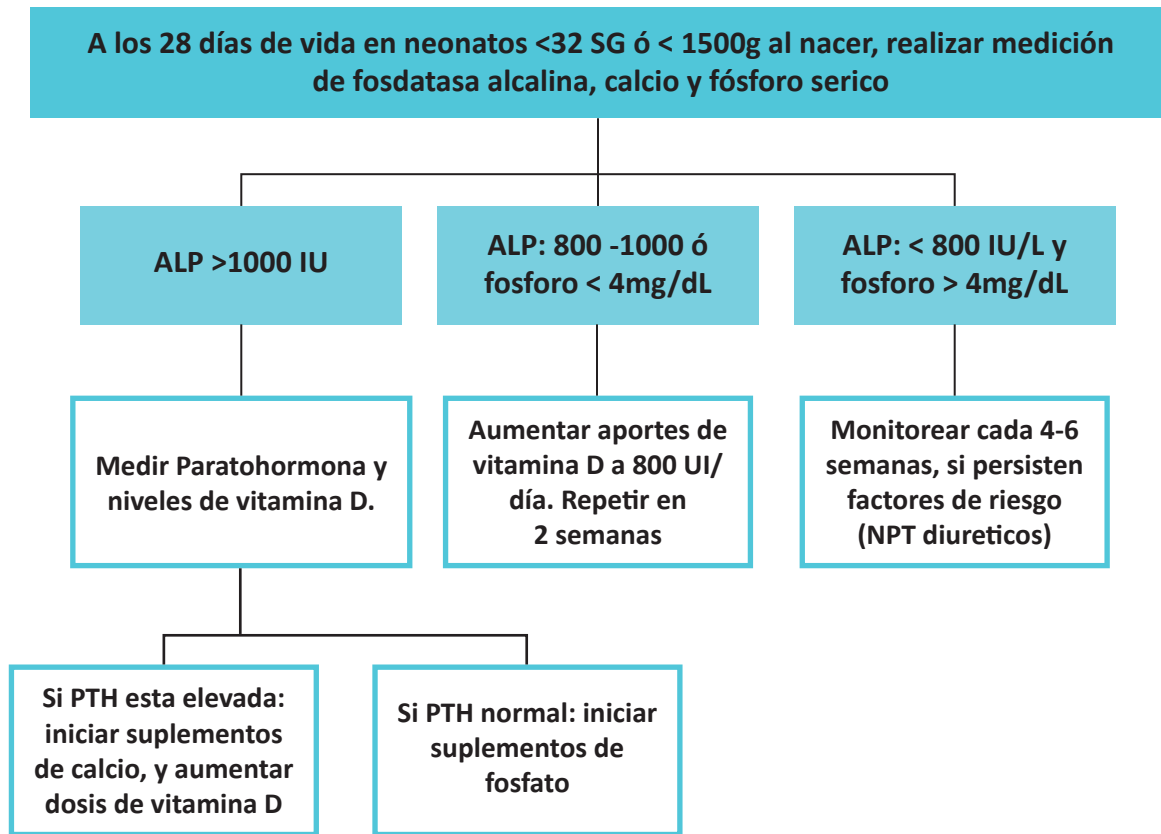 A los 28 días de vida en neonatos <32 SG ó < 1500g al nacer, realizar medición
de fosdatasa alcalina, calcio y fósforo serico
ALP >1000 IU
ALP: 800 -1000 ó
fosforo < 4mg/dL
ALP: < 800 IU/L y
fosforo > 4mg/dL
Medir Paratohormona y
niveles de vitamina D.
Aumentar aportes de
vitamina D a 800 UI/
día. Repetir en
2 semanas
Monitorear cada 4-6
semanas, si persisten
factores de riesgo
(NPT diureticos)
Si PTH esta elevada:
iniciar suplementos
de calcio, y aumentar
dosis de vitamina D
Si PTH normal: iniciar
suplementos de
fosfato